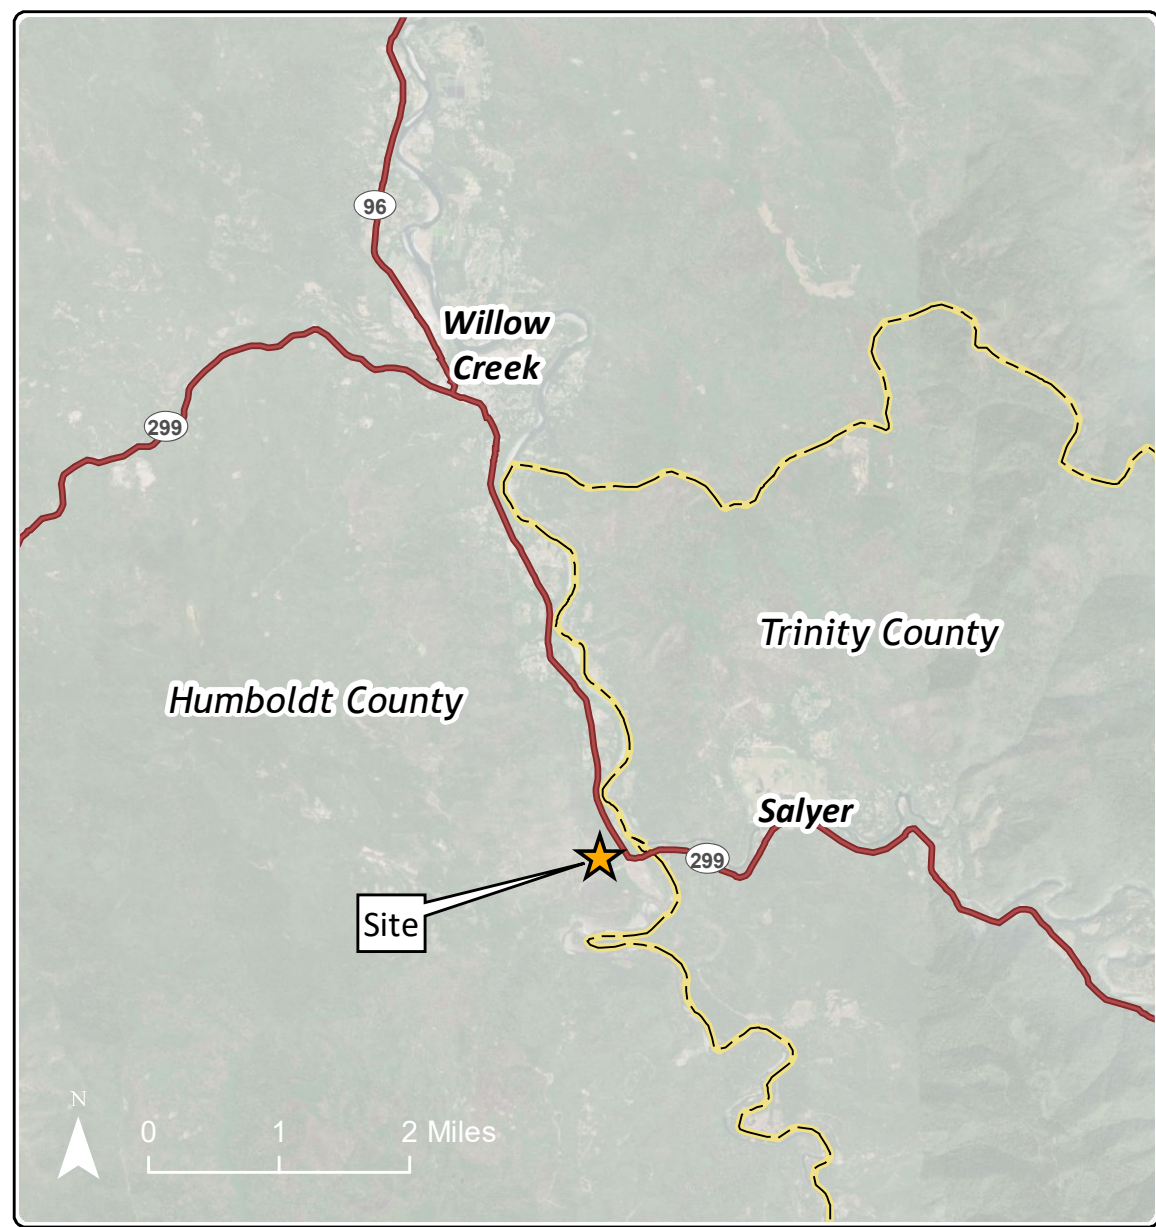 96
Willow
Creek
299
Trinity County
Humboldt County
Salyer
299
Site
N
0 1 2 Miles